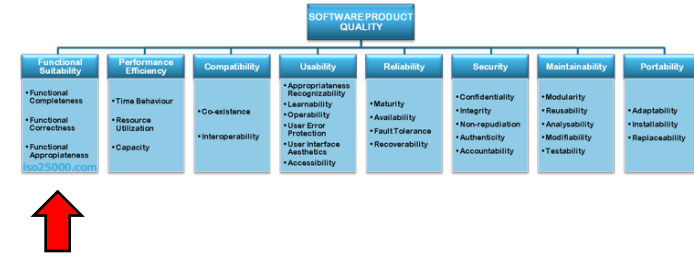 SOFTWARE PRODUCT
QUALITY
Functional
Suitability
• Functional
Completeness
• Functional
Correctness
• Functional
Appropiateness
iso25000.com
Performance
Efficiency
• Time Behaviour
• Resource
Utilization
• Capacity
Compatibility
• Co-existence
• Interoperability
Usability
• Appropriateness
Recognizability
• Learnability
• Operability
• User Error
Protection
• User Interface
Aesthetics
• Accessibility
Reliability
• Maturity
• Availability
• Fault Tolerance
• Recoverability
Security
• Confidentiality
• Integrity
• Non-repudiation
• Authenticity
• Accountability
Maintainability
• Modularity
• Reusability
• Analysability
• Modifiability
• Testability
Portability
• Adaptability
• Installability
• Replaceability